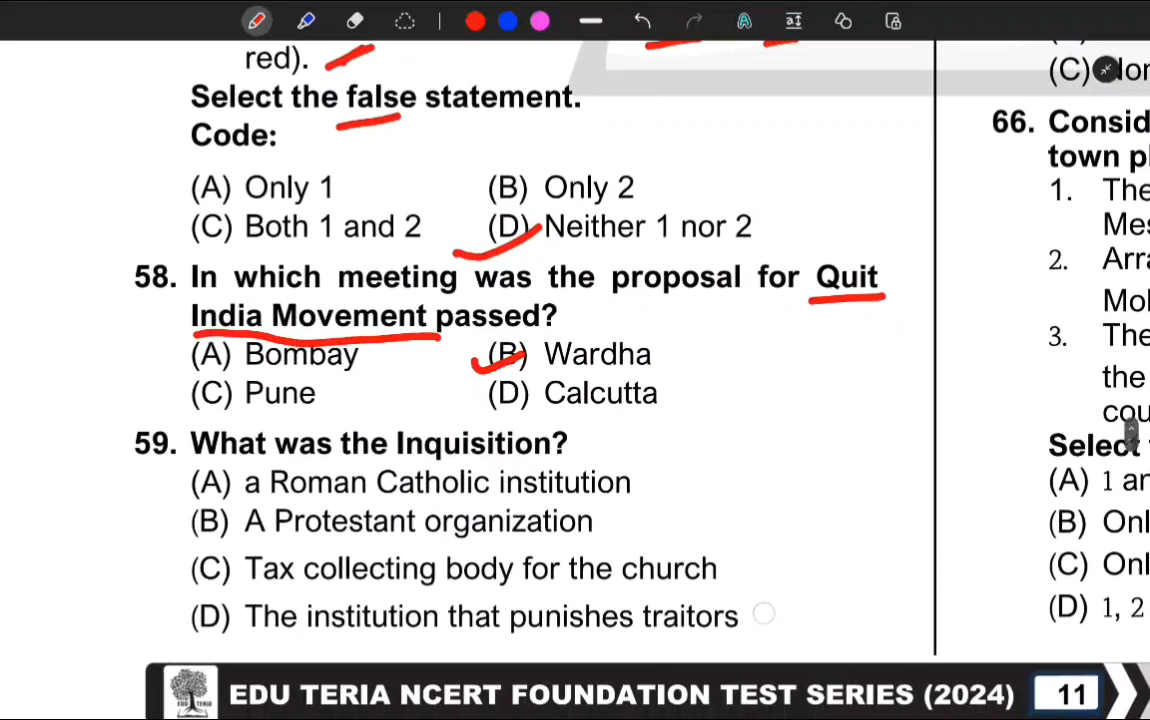 red).
Select the false statement.
Code:
(A) Only 1 (B) Only 2
(C) Both 1 and 2 (D) Neither 1 nor 2
58. In which meeting was the proposal for Quit
India Movement passed?
(A) Bombay (B) Wardha
(C) Pune (D) Calcutta
59. What was the Inquisition?
(A) a Roman Catholic institution
(B) A Protestant organization
(C) Tax collecting body for the church
(D) The institution that punishes traitors
(C)
66. Consid
town pl
1. The
Mes
2. Arra
Mo
3. The
the
cou
Select
(A) 1 an
(B) Onl
(C) Onl
(D) 1, 2
EDU TERIA
EDU TERIA NCERT FOUNDATION TEST SERIES (2024) 11